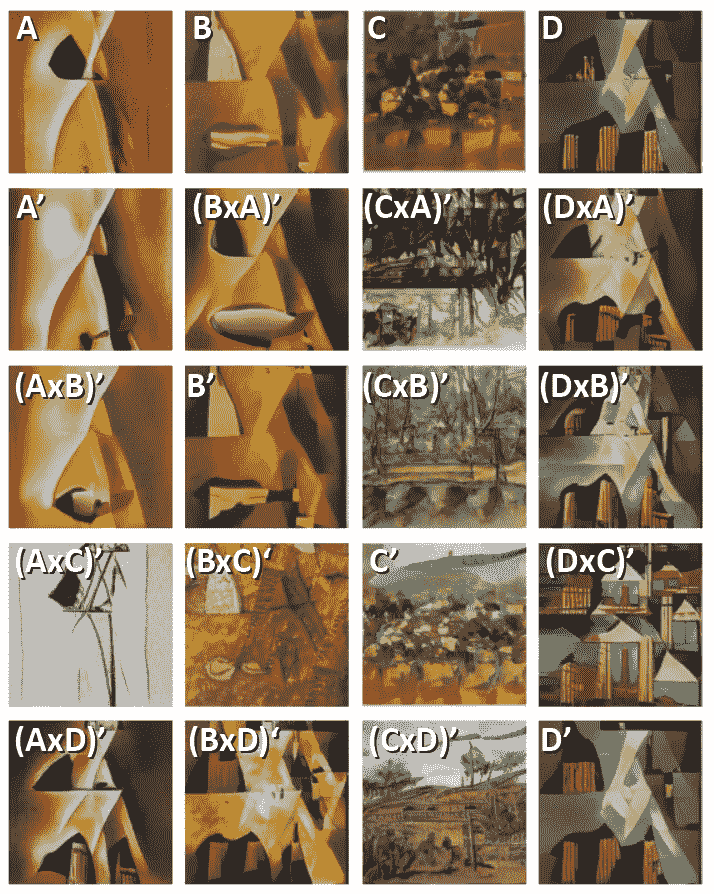 A B C D
A’ (BxA)’ (CxA)’ (DxA)’
(AxB)’ B’ (CxB)’ (DxB)’
(AxC)’ (BxC)‘ C’ (DxC)’
(AxD)’ (BxD)‘ (CxD)’ D’